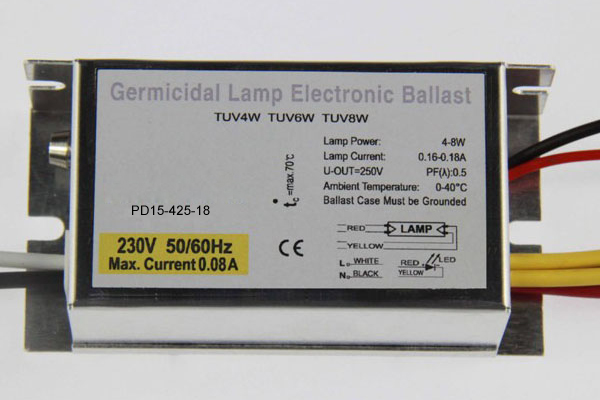 Germicidal Lamp Electronic Ballast
TUV4W TUV6W TUV8W
Lamp Power: 4-8W
Lamp Current: 0.16-0.18A
U-OUT=250V PF(λ):0.5
Ambient Temperature: 0-40°C
Ballast Case Must be Grounded
tc=max.70°C
PD15-425-18
230V 50/60Hz
Max. Current 0.08A
CE
RED LAMP
YELLOW
L WHITE RED LED
N BLACK YELLOW